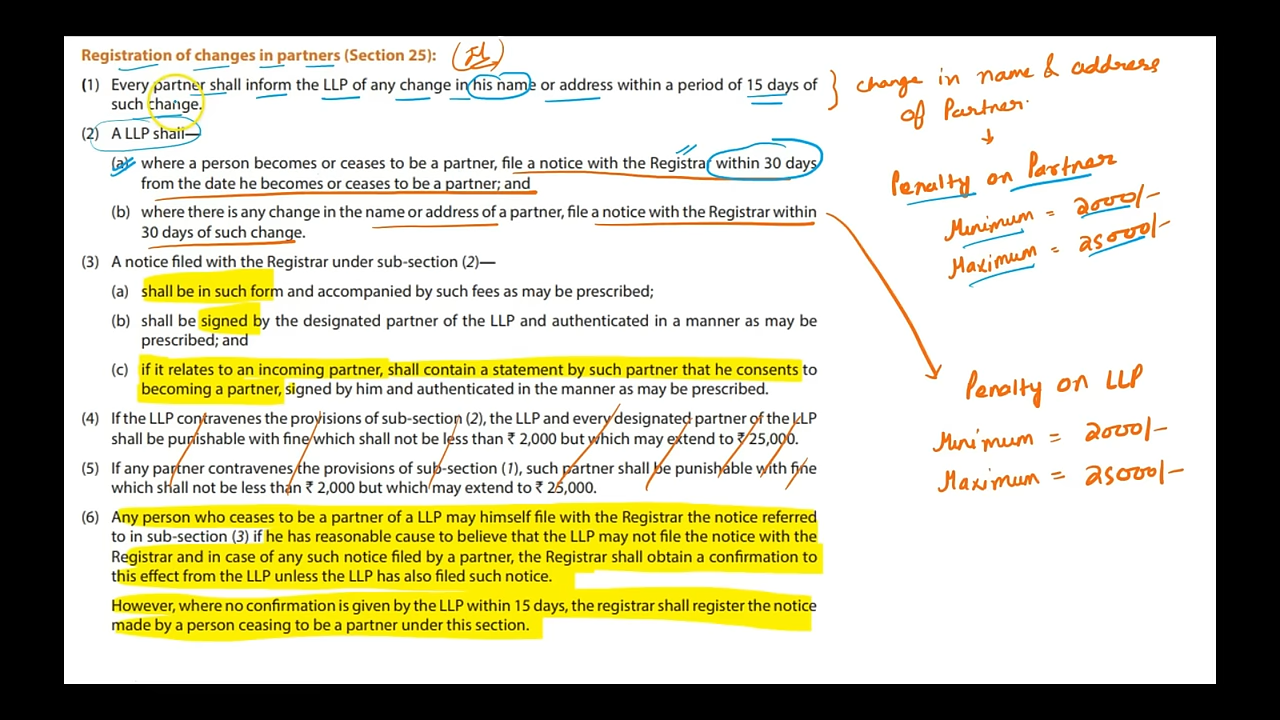 Registration of changes in partners (Section 25):
(1) Every partner shall inform the LLP of any change in his name or address within a period of 15 days of
such change.
(2) A LLP shall—
(a) where a person becomes or ceases to be a partner, file a notice with the Registrar within 30 days
from the date he becomes or ceases to be a partner; and
(b) where there is any change in the name or address of a partner, file a notice with the Registrar within
30 days of such change.
(3) A notice filed with the Registrar under sub-section (2)—
(a) shall be in such form and accompanied by such fees as may be prescribed;
(b) shall be signed by the designated partner of the LLP and authenticated in a manner as may be
prescribed; and
(c) if it relates to an incoming partner, shall contain a statement by such partner that he consents to
becoming a partner, signed by him and authenticated in the manner as may be prescribed.
(4) If the LLP contravenes the provisions of sub-section (2), the LLP and every designated partner of the LLP
shall be punishable with fine which shall not be less than ₹ 2,000 but which may extend to ₹ 25,000.
(5) If any partner contravenes the provisions of sub-section (1), such partner shall be punishable with fine
which shall not be less than ₹ 2,000 but which may extend to ₹ 25,000.
(6) Any person who ceases to be a partner of a LLP may himself file with the Registrar the notice referred
to in sub-section (3) if he has reasonable cause to believe that the LLP may not file the notice with the
Registrar and in case of any such notice filed by a partner, the Registrar shall obtain a confirmation to
this effect from the LLP unless the LLP has also filed such notice.
However, where no confirmation is given by the LLP within 15 days, the registrar shall register the notice
made by a person ceasing to be a partner under this section.
change in name & address
of Partner.
Penalty on Partner
Minimum = 2000/-
Maximum = 25000/-
Penalty on LLP
Minimum = 2000/-
Maximum = 25000/-